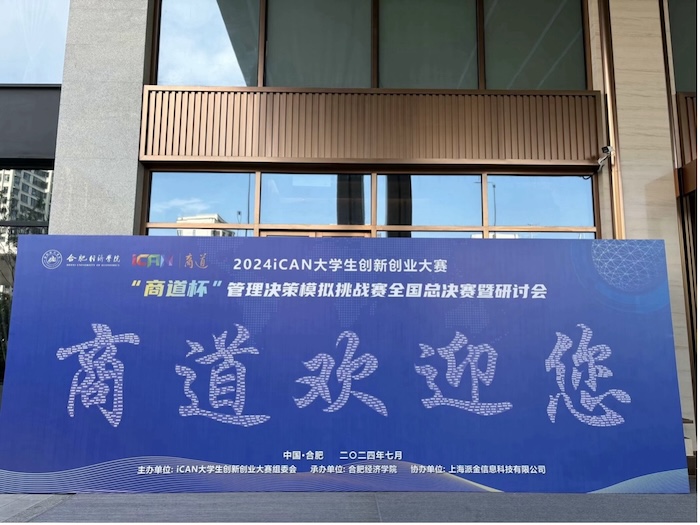 合肥经济学院 iCAN 商道
HEFEI UNIVERSITY OF ECONOMICS
2024iCAN大学生创新创业大赛
“商道杯”管理决策模拟挑战赛全国总决赛暨研讨会
商道欢迎您
中国·合肥 二〇二四年七月
主办单位: iCAN大学生创新创业大赛组委会 承办单位: 合肥经济学院 协办单位: 上海派金信息科技有限公司